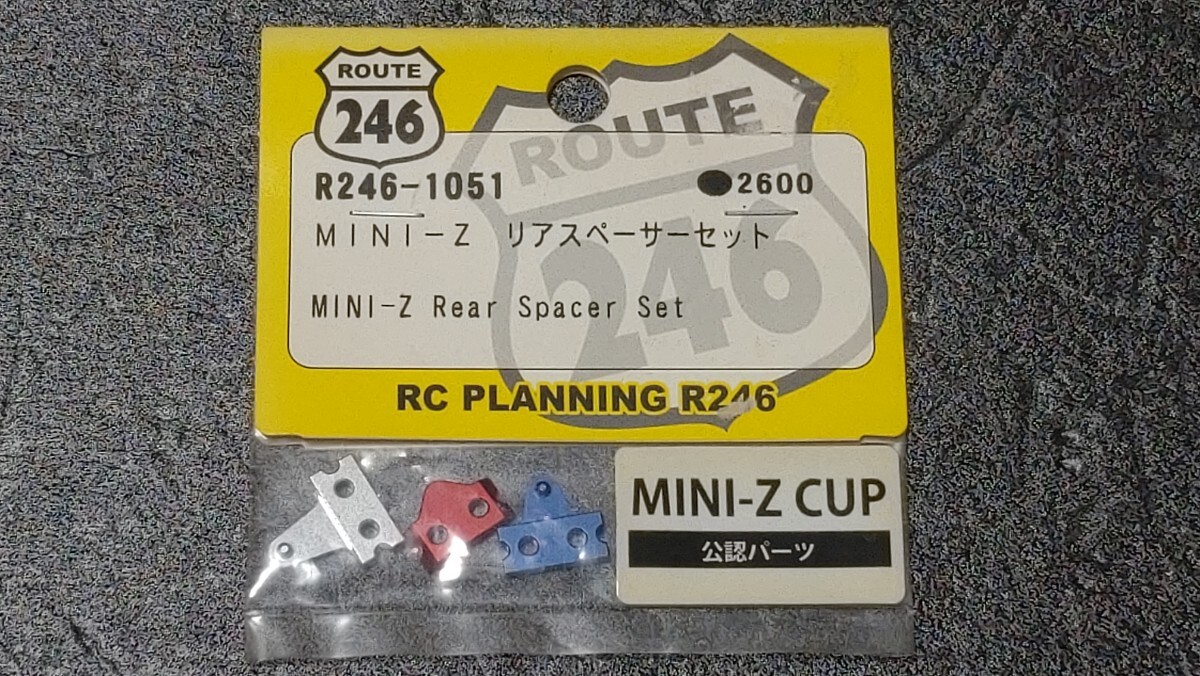 ROUTE
246
ROUTE
246
R246-1051 ●2600
MINI-Z リアスペーサーセット
MINI-Z Rear Spacer Set
RC PLANNING R246
MINI-Z CUP
公認パーツ